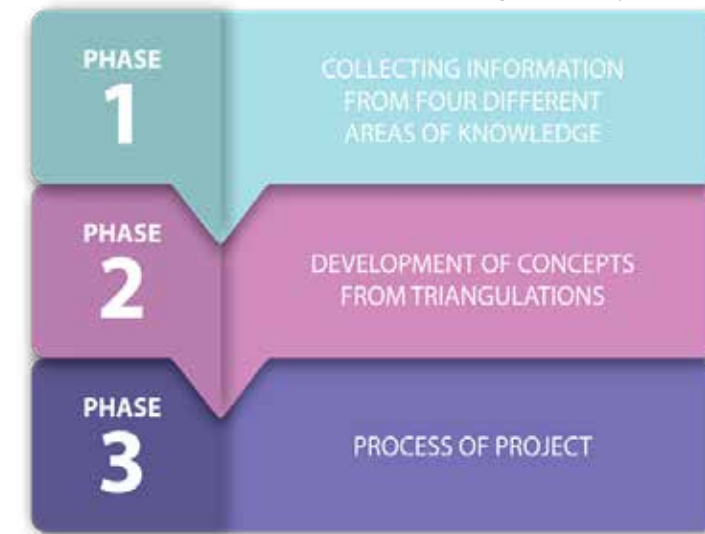 PHASE
1
COLLECTING INFORMATION
FROM FOUR DIFFERENT
AREAS OF KNOWLEDGE
PHASE
2
DEVELOPMENT OF CONCEPTS
FROM TRIANGULATIONS
PHASE
3
PROCESS OF PROJECT